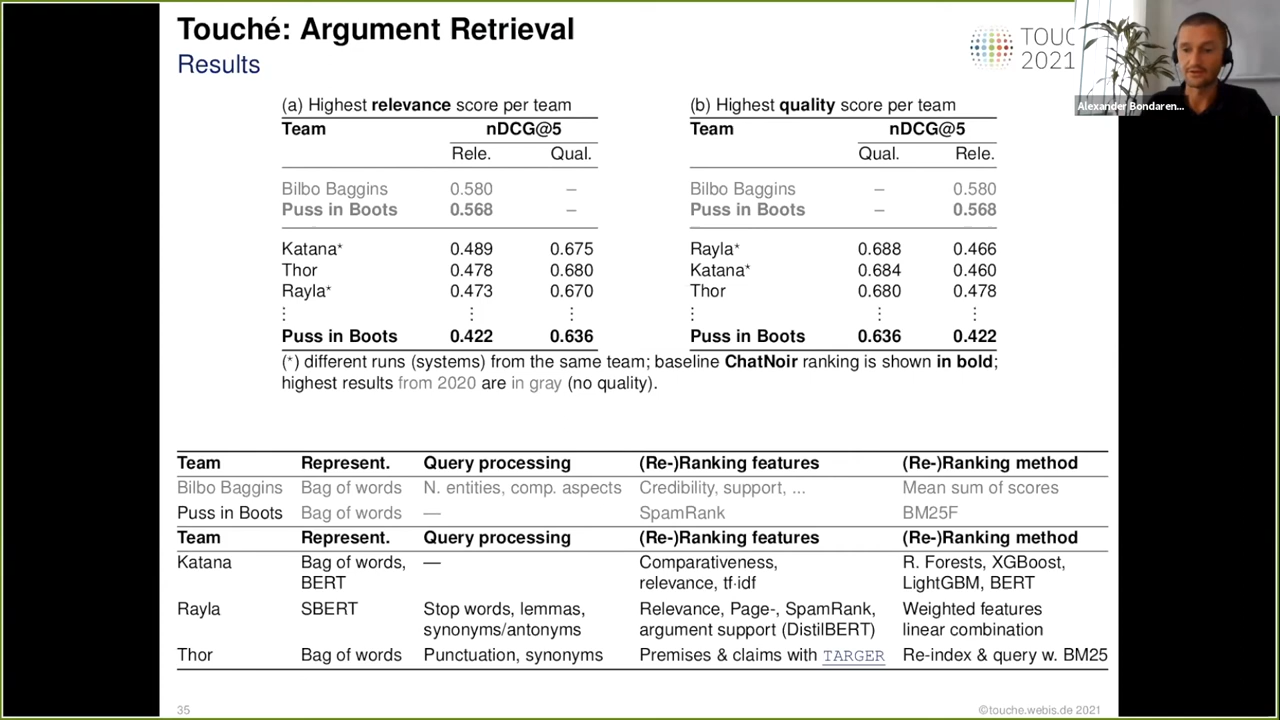 Touché: Argument Retrieval
Results
TOUC
2021
Alexander Bondaren...
(a) Highest relevance score per team
Team nDCG@5
Rele. Qual.
Bilbo Baggins 0.580 –
Puss in Boots 0.568 –
Katana* 0.489 0.675
Thor 0.478 0.680
Rayla* 0.473 0.670
⋮ ⋮ ⋮
Puss in Boots 0.422 0.636
(b) Highest quality score per team
Team nDCG@5
Qual. Rele.
Bilbo Baggins – 0.580
Puss in Boots – 0.568
Rayla* 0.688 0.466
Katana* 0.684 0.460
Thor 0.680 0.478
⋮ ⋮ ⋮
Puss in Boots 0.636 0.422
(*) different runs (systems) from the same team; baseline ChatNoir ranking is shown in bold;
highest results from 2020 are in gray (no quality).
Team Represent. Query processing (Re-)Ranking features (Re-)Ranking method
Bilbo Baggins Bag of words N. entities, comp. aspects Credibility, support, ... Mean sum of scores
Puss in Boots Bag of words — SpamRank BM25F
Team Represent. Query processing (Re-)Ranking features (Re-)Ranking method
Katana Bag of words, — Comparativeness, R. Forests, XGBoost,
BERT relevance, tf·idf LightGBM, BERT
Rayla SBERT Stop words, lemmas, Relevance, Page-, SpamRank, Weighted features
synonyms/antonyms argument support (DistilBERT) linear combination
Thor Bag of words Punctuation, synonyms Premises & claims with TARGER Re-index & query w. BM25
35 ©touche.webis.de 2021